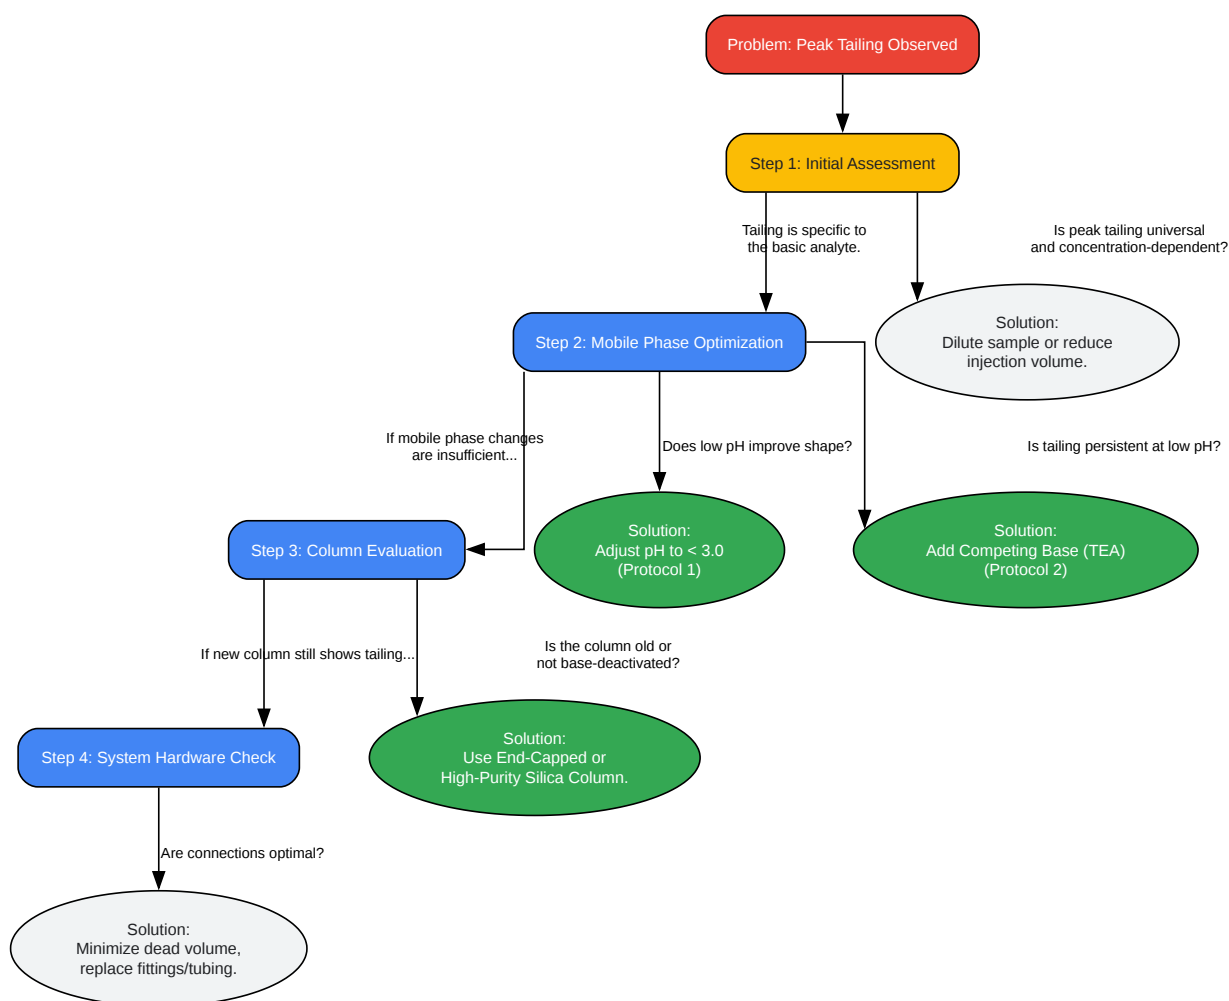 Problem: Peak Tailing Observed
Step 1: Initial Assessment
Tailing is specific to
the basic analyte.
Is peak tailing universal
and concentration-dependent?
Solution:
Dilute sample or reduce
injection volume.
Step 2: Mobile Phase Optimization
If mobile phase changes
are insufficient...
Does low pH improve shape?
Is tailing persistent at low pH?
Solution:
Adjust pH to < 3.0
(Protocol 1)
Solution:
Add Competing Base (TEA)
(Protocol 2)
Step 3: Column Evaluation
If new column still shows tailing...
Is the column old or
not base-deactivated?
Solution:
Use End-Capped or
High-Purity Silica Column.
Step 4: System Hardware Check
Are connections optimal?
Solution:
Minimize dead volume,
replace fittings/tubing.